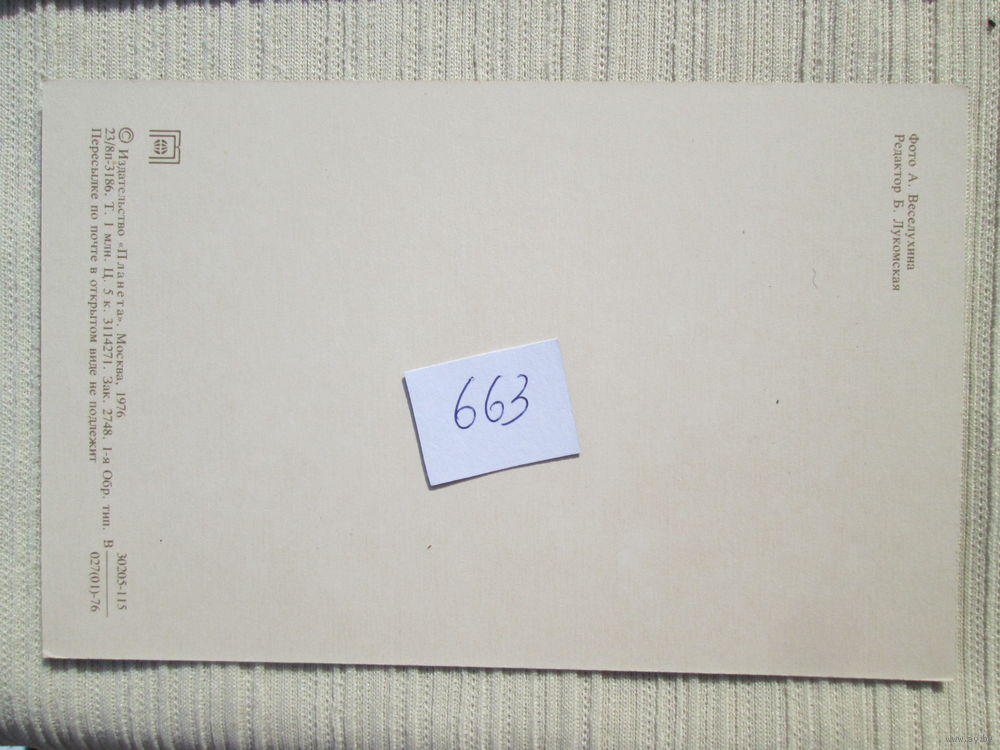 Фото А. Веселухина
Редактор Б. Лукомская
663
© Издательство «Планета». Москва, 1976
23/8п-3186. Т. 1 млн. Ц. 5 к. 3114271. Зак. 2748. 1-я Обр. тип.
Пересылке по почте в открытом виде не подлежит
В 30205-115
027(01)-76